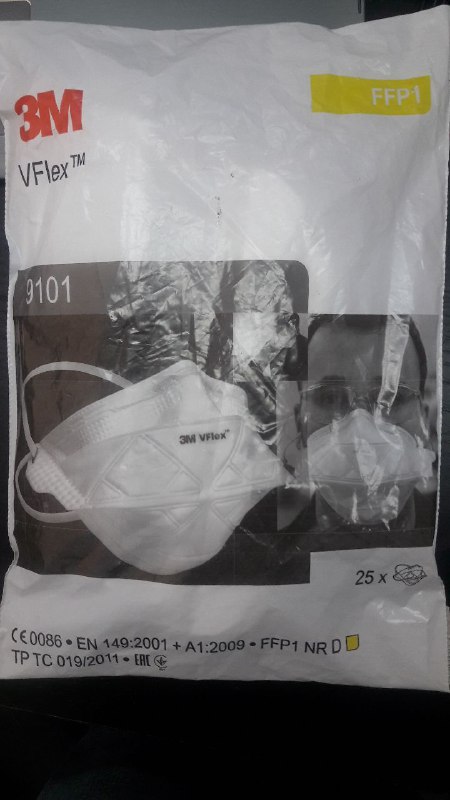 3M
FFP1
VFlex™
9101
3M VFlex™
25 x
CE 0086 • EN 149:2001 + A1:2009 • FFP1 NR D
TP TC 019/2011 • EAC